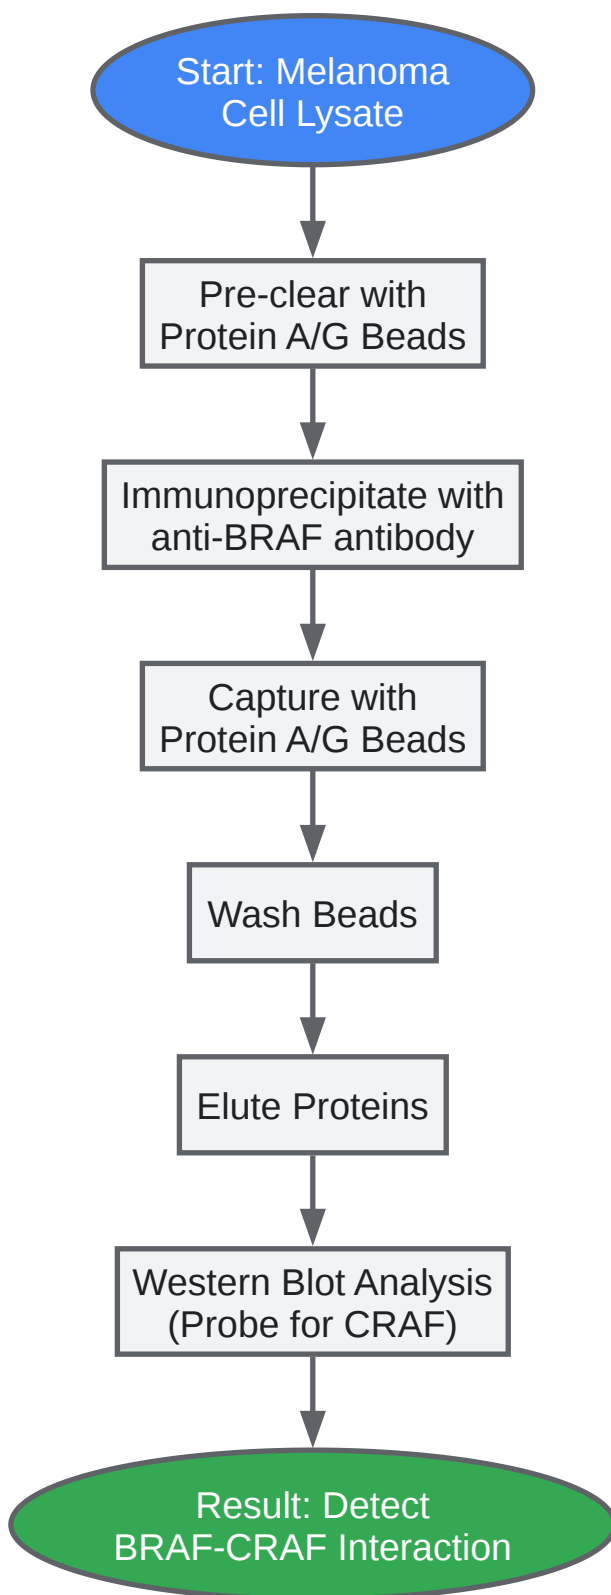 Start: Melanoma
Cell Lysate
Pre-clear with
Protein A/G Beads
Immunoprecipitate with
anti-BRAF antibody
Capture with
Protein A/G Beads
Wash Beads
Elute Proteins
Western Blot Analysis
(Probe for CRAF)
Result: Detect
BRAF-CRAF Interaction